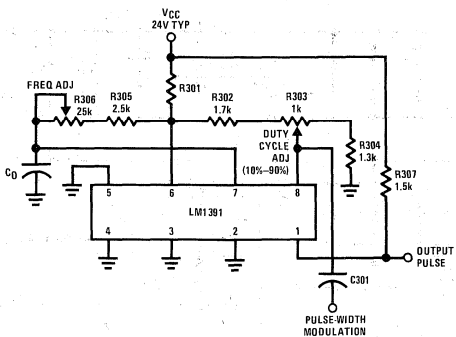 VCC
24V TYP
FREQ ADJ
R306
25k
R305
2.5k
R301
R302
1.7k
R303
1k
DUTY
CYCLE
ADJ
(10%–90%)
R304
1.3k
R307
1.5k
CO
5
6
7
8
LM1391
4
3
2
1
OUTPUT
PULSE
C301
PULSE-WIDTH
MODULATION